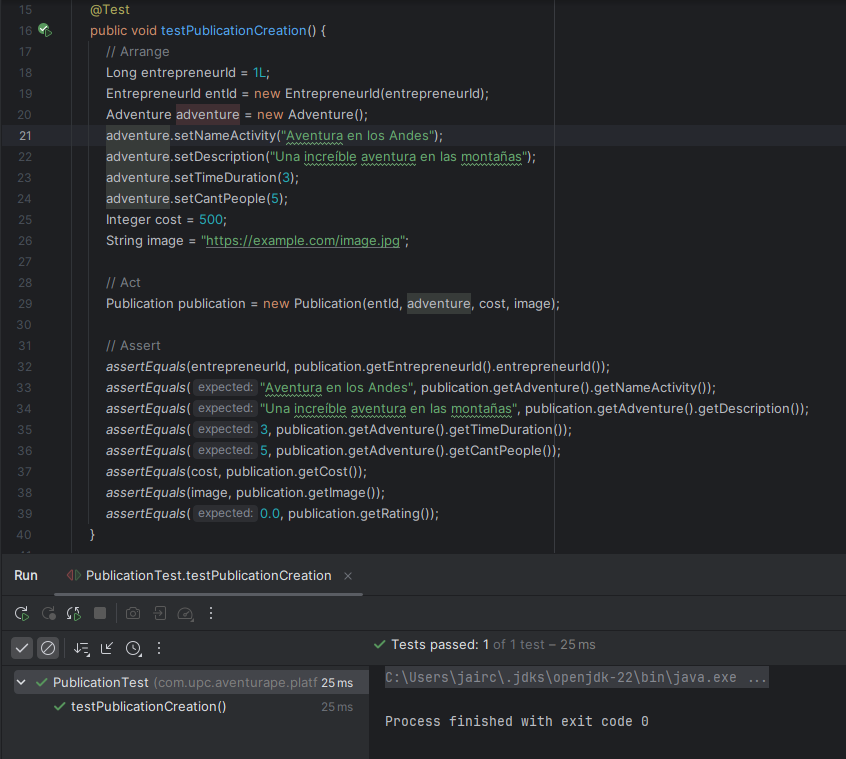 15 @Test
16 public void testPublicationCreation() {
17 // Arrange
18 Long entrepreneurId = 1L;
19 EntrepreneurId entId = new EntrepreneurId(entrepreneurId);
20 Adventure adventure = new Adventure();
21 adventure.setNameActivity("Aventura en los Andes");
22 adventure.setDescription("Una increíble aventura en las montañas");
23 adventure.setTimeDuration(3);
24 adventure.setCantPeople(5);
25 Integer cost = 500;
26 String image = "https://example.com/image.jpg";
27
28 // Act
29 Publication publication = new Publication(entId, adventure, cost, image);
30
31 // Assert
32 assertEquals(entrepreneurId, publication.getEntrepreneurId().entrepreneurId());
33 assertEquals( expected: "Aventura en los Andes", publication.getAdventure().getNameActivity());
34 assertEquals( expected: "Una increíble aventura en las montañas", publication.getAdventure().getDescription());
35 assertEquals( expected: 3, publication.getAdventure().getTimeDuration());
36 assertEquals( expected: 5, publication.getAdventure().getCantPeople());
37 assertEquals(cost, publication.getCost());
38 assertEquals(image, publication.getImage());
39 assertEquals( expected: 0.0, publication.getRating());
40 }
Run PublicationTest.testPublicationCreation
Tests passed: 1 of 1 test – 25 ms
PublicationTest (com.upc.aventurape.platf 25 ms
testPublicationCreation() 25 ms
C:\Users\jairc\.jdks\openjdk-22\bin\java.exe ...
Process finished with exit code 0